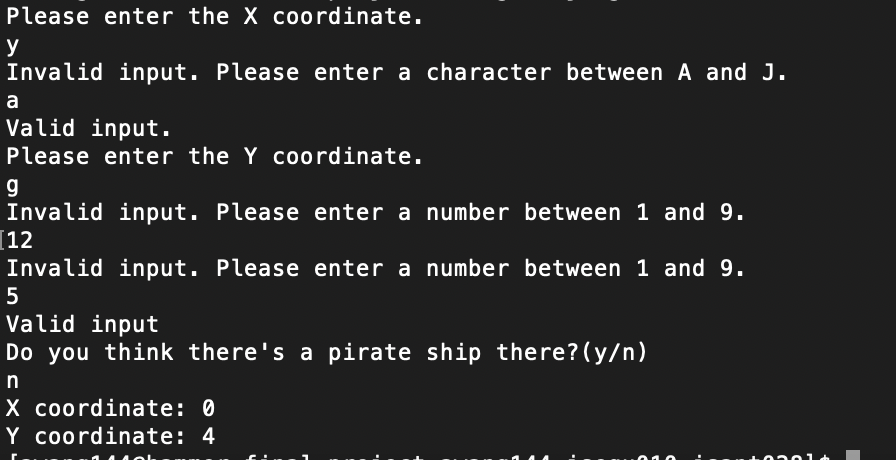 Please enter the X coordinate.
y
Invalid input. Please enter a character between A and J.
a
Valid input.
Please enter the Y coordinate.
g
Invalid input. Please enter a number between 1 and 9.
[12
Invalid input. Please enter a number between 1 and 9.
5
Valid input
Do you think there's a pirate ship there?(y/n)
n
X coordinate: 0
Y coordinate: 4